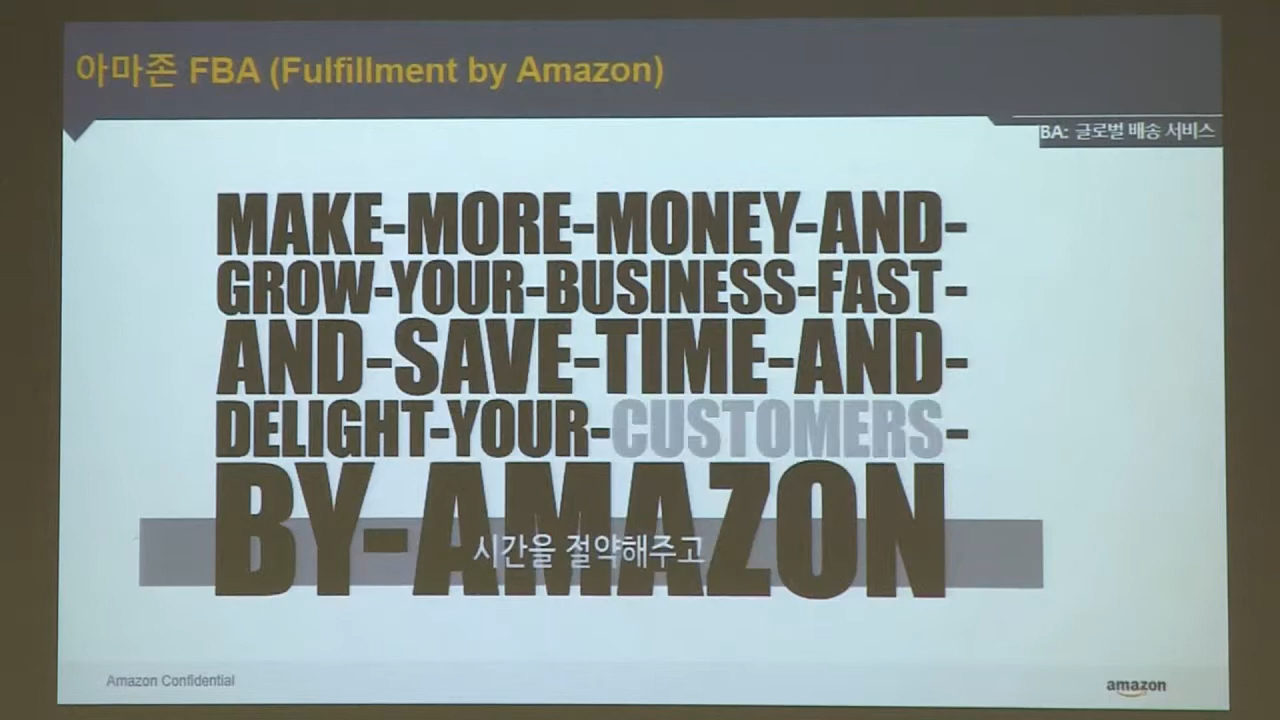 아마존 FBA (Fulfillment by Amazon)
BA: 글로벌 배송 서비스
MAKE-MORE-MONEY-AND-
GROW-YOUR-BUSINESS-FAST-
AND-SAVE-TIME-AND-
DELIGHT-YOUR-CUSTOMERS-
BY-AMAZON
시간을 절약해주고
Amazon Confidential
amazon